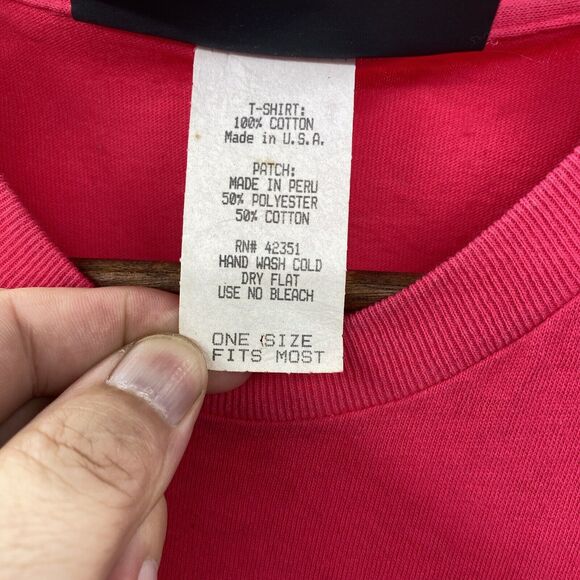 T-SHIRT:
100% COTTON
Made in U.S.A.
PATCH:
MADE IN PERU
50% POLYESTER
50% COTTON
RN# 42351
HAND WASH COLD
DRY FLAT
USE NO BLEACH
ONE SIZE
FITS MOST